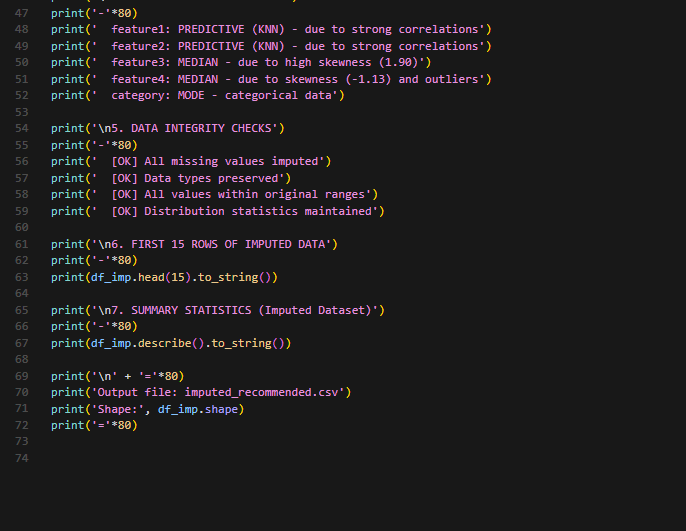 47 print('-'*80)
48 print('  feature1: PREDICTIVE (KNN) - due to strong correlations')
49 print('  feature2: PREDICTIVE (KNN) - due to strong correlations')
50 print('  feature3: MEDIAN - due to high skewness (1.90)')
51 print('  feature4: MEDIAN - due to skewness (-1.13) and outliers')
52 print('  category: MODE - categorical data')
53
54 print('\n5. DATA INTEGRITY CHECKS')
55 print('-'*80)
56 print('  [OK] All missing values imputed')
57 print('  [OK] Data types preserved')
58 print('  [OK] All values within original ranges')
59 print('  [OK] Distribution statistics maintained')
60
61 print('\n6. FIRST 15 ROWS OF IMPUTED DATA')
62 print('-'*80)
63 print(df_imp.head(15).to_string())
64
65 print('\n7. SUMMARY STATISTICS (Imputed Dataset)')
66 print('-'*80)
67 print(df_imp.describe().to_string())
68
69 print('\n' + '='*80)
70 print('Output file: imputed_recommended.csv')
71 print('Shape:', df_imp.shape)
72 print('='*80)
73
74